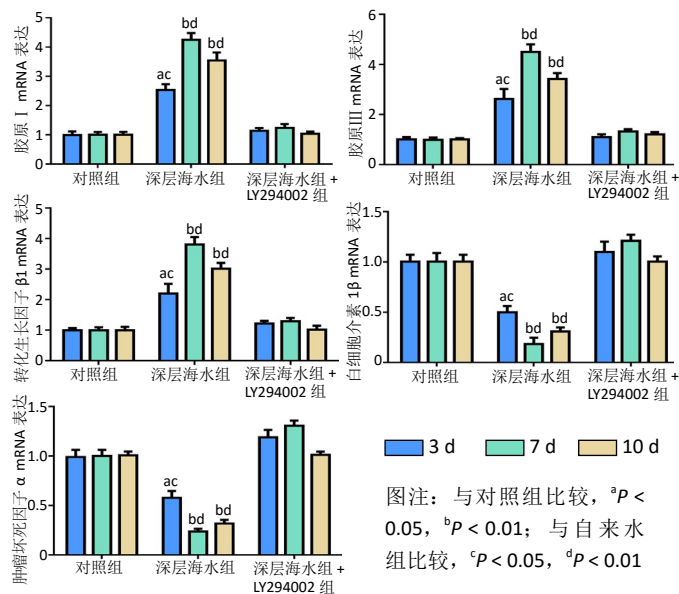 胶原Ⅰ mRNA 表达
5
4
3
2
1
0
ac
bd
bd
对照组
深层海水组
深层海水组 +
LY294002 组
胶原Ⅲ mRNA 表达
6
4
2
0
ac
bd
bd
对照组
深层海水组
深层海水组 +
LY294002 组
转化生长因子 β1 mRNA 表达
5
4
3
2
1
0
ac
bd
bd
对照组
深层海水组
深层海水组 +
LY294002 组
白细胞介素 1β mRNA 表达
1.5
1.0
0.5
0
ac
bd
bd
对照组
深层海水组
深层海水组 +
LY294002 组
肿瘤坏死因子 α mRNA 表达
1.5
1.0
0.5
0
ac
bd
bd
对照组
深层海水组
深层海水组 +
LY294002 组
3 d
7 d
10 d
图注：与对照组比较，ᵃP <
0.05，ᵇP < 0.01；与自来水
组比较，ᶜP < 0.05，ᵈP < 0.01